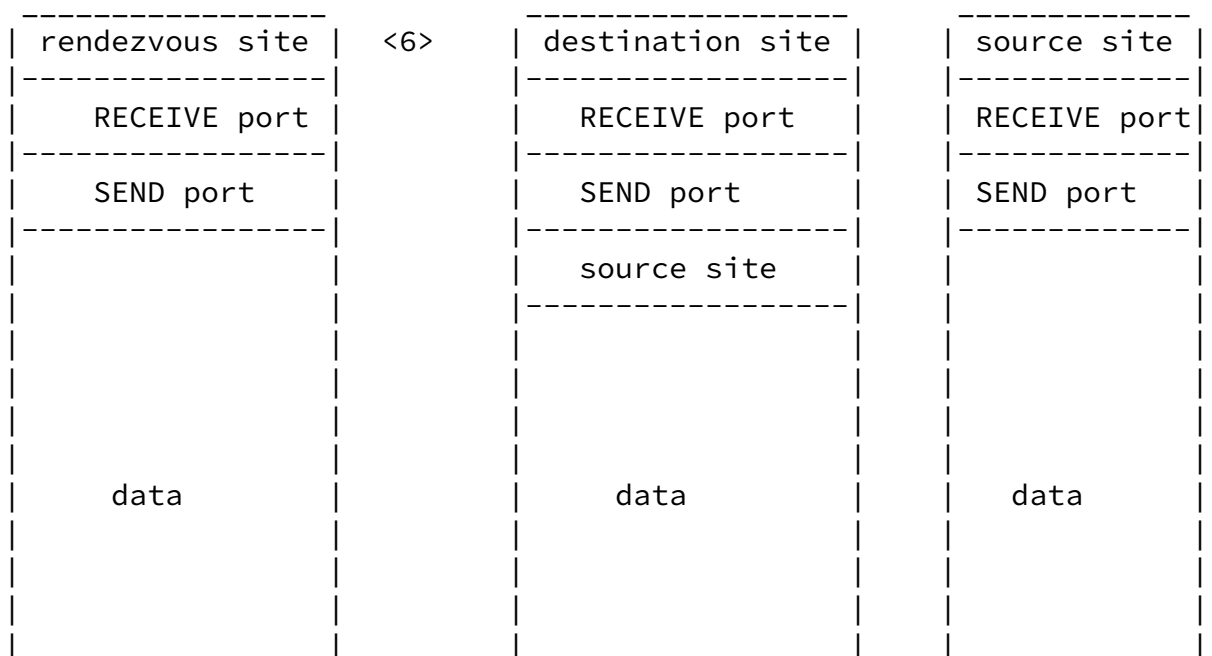 rendezvous site <6> destination site source site
RECEIVE port RECEIVE port RECEIVE port
SEND port SEND port SEND port
source site
data data data